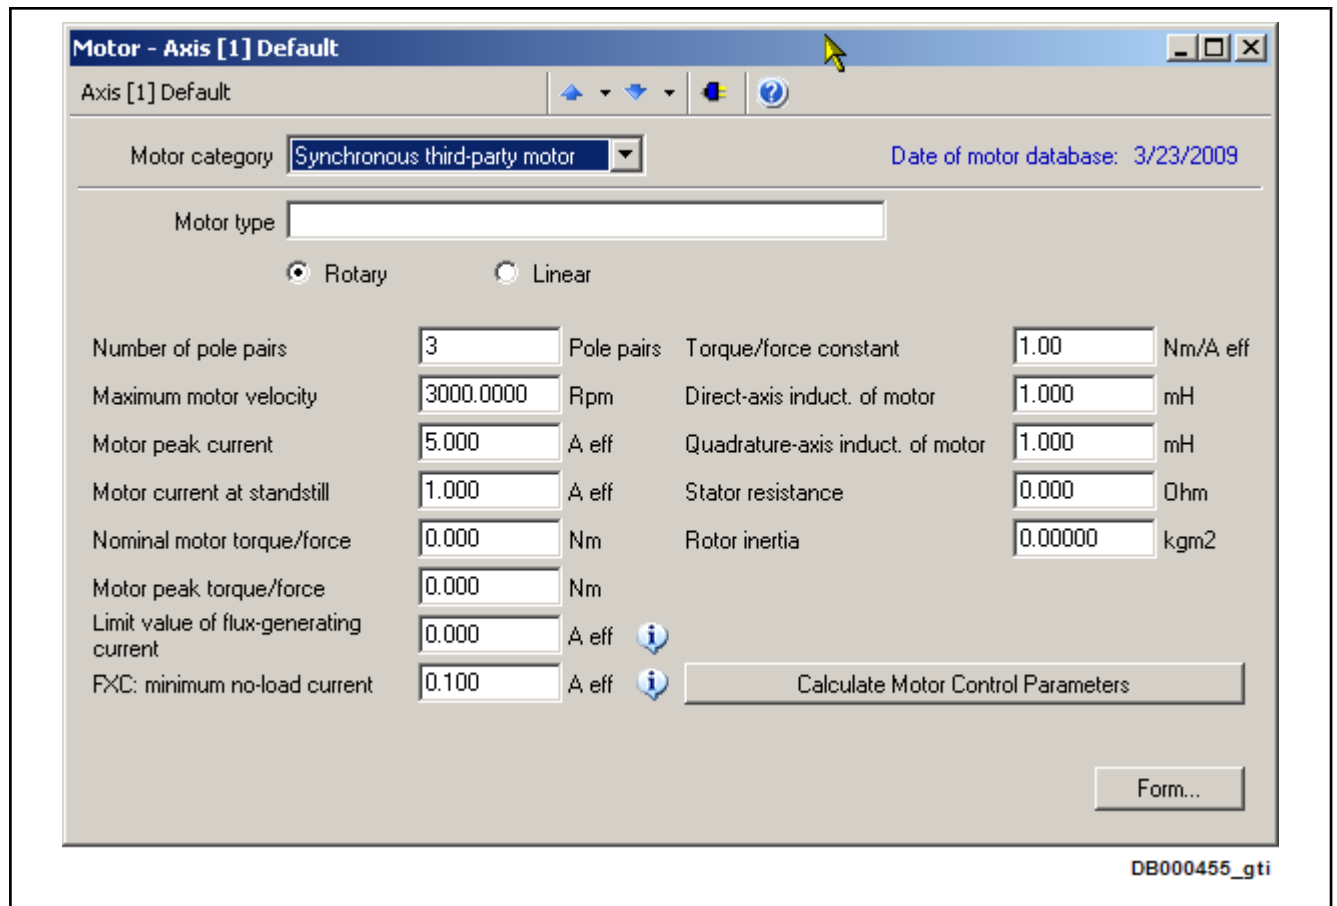 Motor - Axis [1] Default
Axis [1] Default
Motor category Synchronous third-party motor Date of motor database: 3/23/2009
Motor type
Rotary Linear
Number of pole pairs 3 Pole pairs Torque/force constant 1.00 Nm/A eff
Maximum motor velocity 3000.0000 Rpm Direct-axis induct. of motor 1.000 mH
Motor peak current 5.000 A eff Quadrature-axis induct. of motor 1.000 mH
Motor current at standstill 1.000 A eff Stator resistance 0.000 Ohm
Nominal motor torque/force 0.000 Nm Rotor inertia 0.00000 kgm2
Motor peak torque/force 0.000 Nm
Limit value of flux-generating
current 0.000 A eff
FXC: minimum no-load current 0.100 A eff Calculate Motor Control Parameters
Form...
DB000455_gti